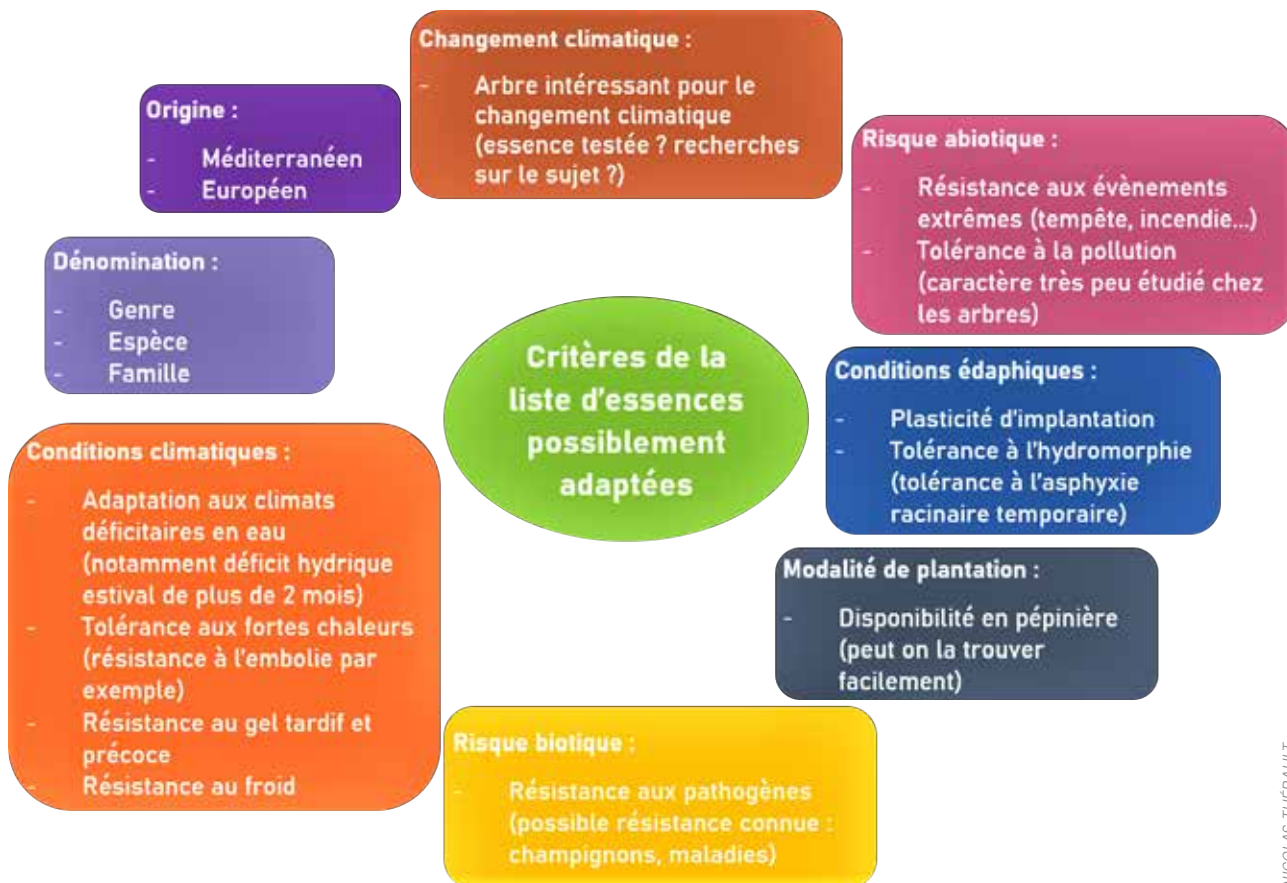 Changement climatique :
- Arbre intéressant pour le
changement climatique
(essence testée ? recherches
sur le sujet ?)
Origine :
- Méditerranéen
- Européen
Risque abiotique :
- Résistance aux évènements
extrêmes (tempête, incendie...)
- Tolérance à la pollution
(caractère très peu étudié chez
les arbres)
Dénomination :
- Genre
- Espèce
- Famille
Critères de la
liste d'essences
possiblement
adaptées
Conditions édaphiques :
- Plasticité d'implantation
- Tolérance à l'hydromorphie
(tolérance à l'asphyxie
racinaire temporaire)
Conditions climatiques :
- Adaptation aux climats
déficitaires en eau
(notamment déficit hydrique
estival de plus de 2 mois)
- Tolérance aux fortes chaleurs
(résistance à l'embolie par
exemple)
- Résistance au gel tardif et
précoce
- Résistance au froid
Modalité de plantation :
- Disponibilité en pépinière
(peut on la trouver
facilement)
Risque biotique :
- Résistance aux pathogènes
(possible résistance connue :
champignons, maladies)
NICOLAS THÉBAULT